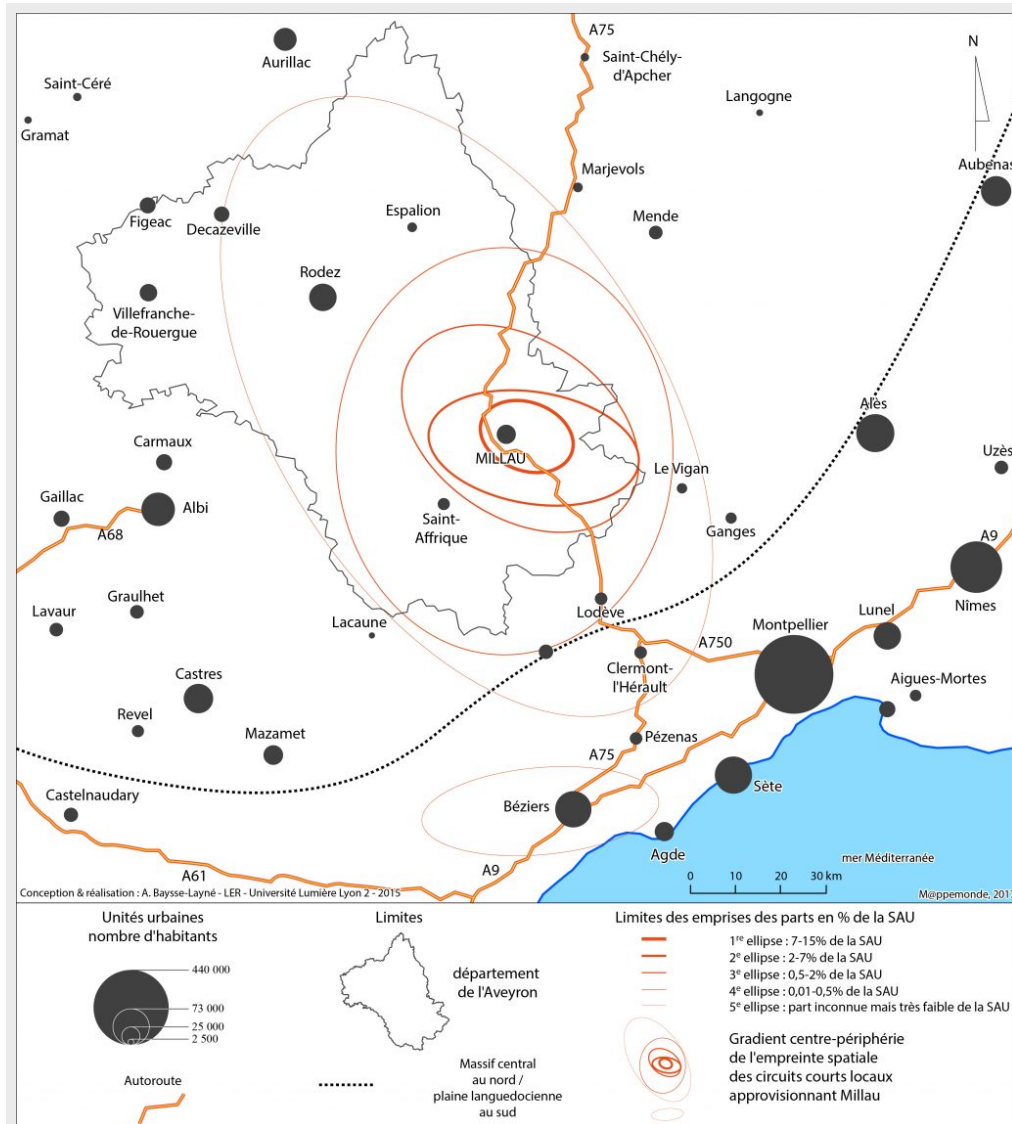 A75
N
Aurillac
Saint-Chély-
d'Apcher
Saint-Céré
Langogne
Gramat
Aubenas
Marjevols
Espalion
Mende
Figeac
Decazeville
Rodez
Villefranche-
de-Rouergue
Alès
Carmaux
MILLAU
Uzès
Le Vigan
Gaillac
Albi
Saint-
Affrique
Ganges
A68
A9
Graulhet
Lavaur
Lodève
Nîmes
Lacaune
Montpellier
Lunel
A750
Clermont-
l'Hérault
Castres
Aigues-Mortes
Revel
Mazamet
Pézenas
A75
Sète
Castelnaudary
Béziers
Agde
mer Méditerranée
A61
A9
0 10 20 30 km
Conception & réalisation : A. Baysse-Layné - LER - Université Lumière Lyon 2 - 2015
M@ppemonde,
Unités urbaines
nombre d'habitants
440 000
73 000
25 000
2 500
Autoroute
Limites
département
de l'Aveyron
Massif central
au nord /
plaine languedocienne
au sud
Limites des emprises des parts en % de la SAU
1re ellipse : 7-15% de la SAU
2e ellipse : 2-7% de la SAU
3e ellipse : 0,5-2% de la SAU
4e ellipse : 0,01-0,5% de la SAU
5e ellipse : part inconnue mais très faible de la SAU
Gradient centre-périphérie
de l'empreinte spatiale
des circuits courts locaux
approvisionnant Millau